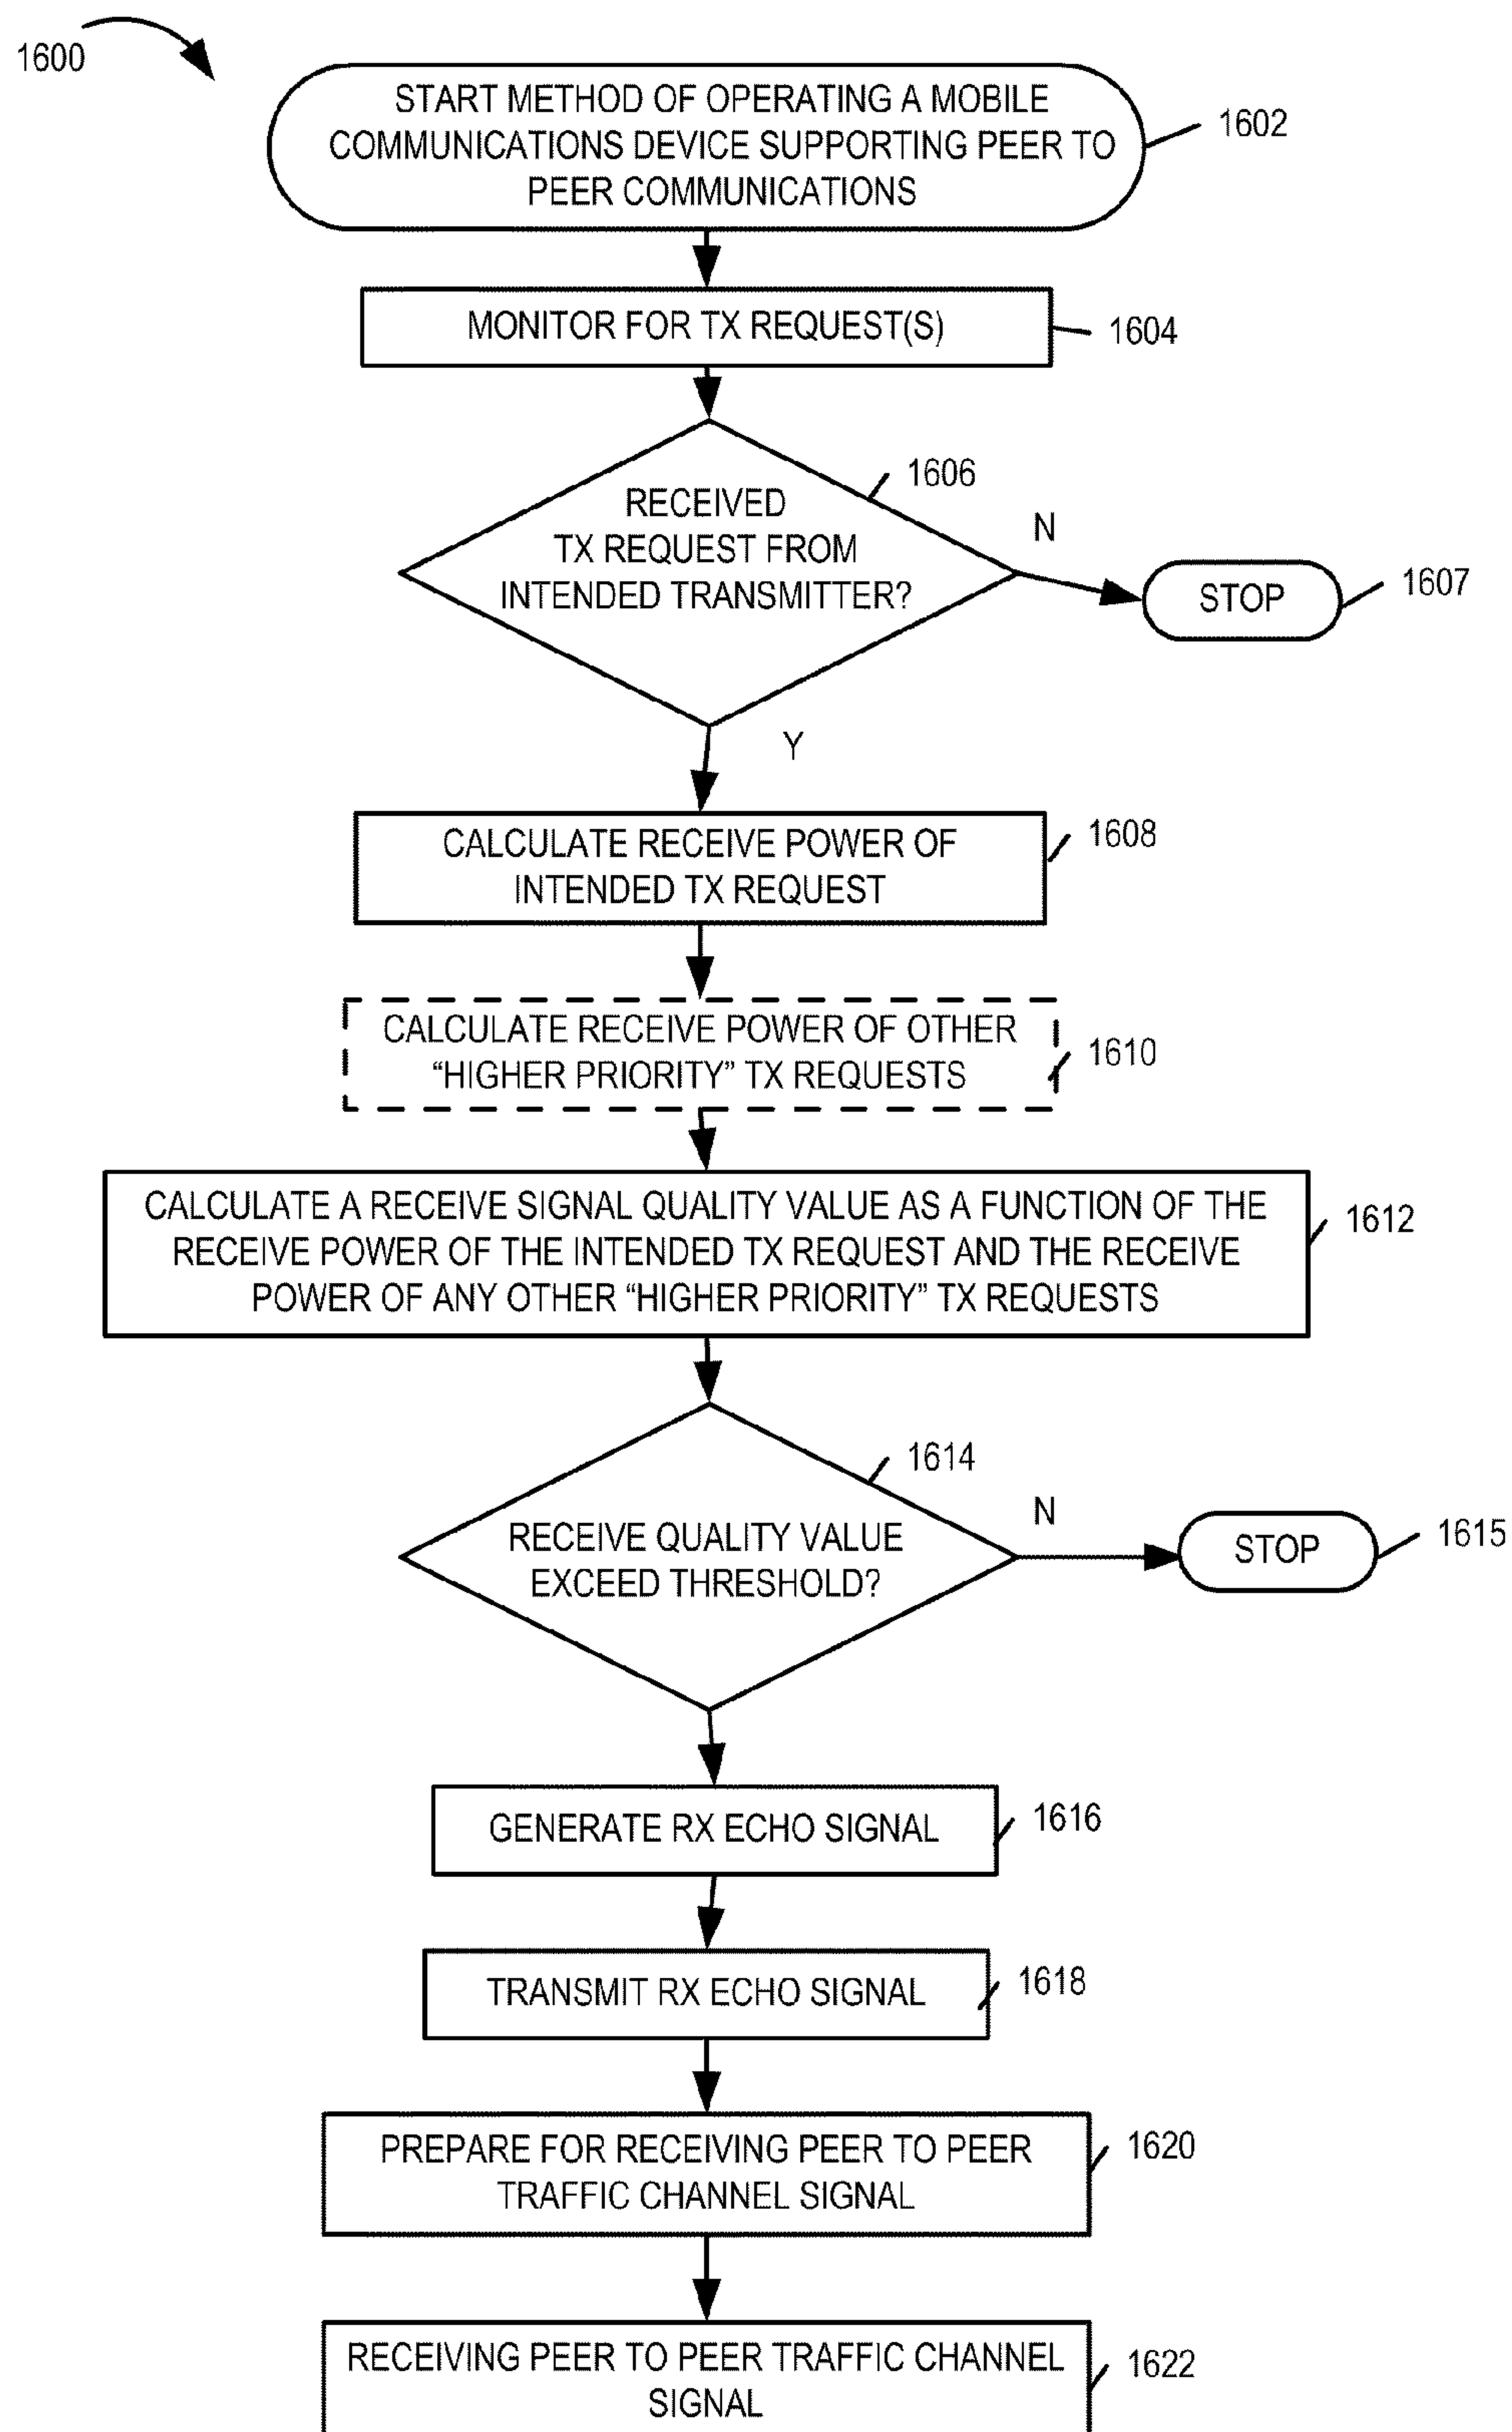 1600
START METHOD OF OPERATING A MOBILE
COMMUNICATIONS DEVICE SUPPORTING PEER TO
PEER COMMUNICATIONS
1602
MONITOR FOR TX REQUEST(S)
1604
1606
RECEIVED
TX REQUEST FROM
INTENDED TRANSMITTER?
N
STOP
1607
Y
CALCULATE RECEIVE POWER OF
INTENDED TX REQUEST
1608
CALCULATE RECEIVE POWER OF OTHER
“HIGHER PRIORITY” TX REQUESTS
1610
CALCULATE A RECEIVE SIGNAL QUALITY VALUE AS A FUNCTION OF THE
RECEIVE POWER OF THE INTENDED TX REQUEST AND THE RECEIVE
POWER OF ANY OTHER “HIGHER PRIORITY” TX REQUESTS
1612
1614
RECEIVE QUALITY VALUE
EXCEED THRESHOLD?
N
STOP
1615
GENERATE RX ECHO SIGNAL
1616
TRANSMIT RX ECHO SIGNAL
1618
PREPARE FOR RECEIVING PEER TO PEER
TRAFFIC CHANNEL SIGNAL
1620
RECEIVING PEER TO PEER TRAFFIC CHANNEL
SIGNAL
1622